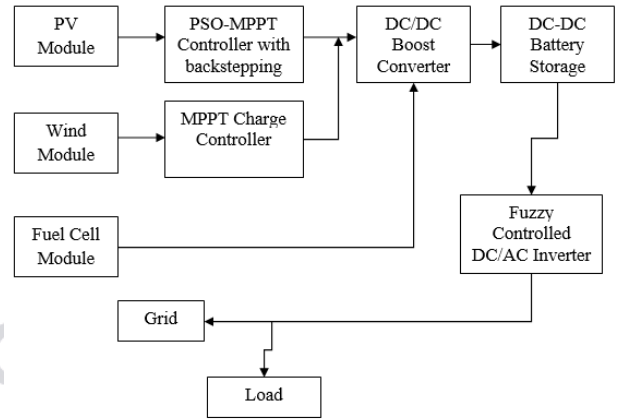 PV
Module
PSO-MPPT
Controller with
backstepping
DC/DC
Boost
Converter
DC-DC
Battery
Storage
Wind
Module
MPPT Charge
Controller
Fuel Cell
Module
Fuzzy
Controlled
DC/AC Inverter
Grid
Load